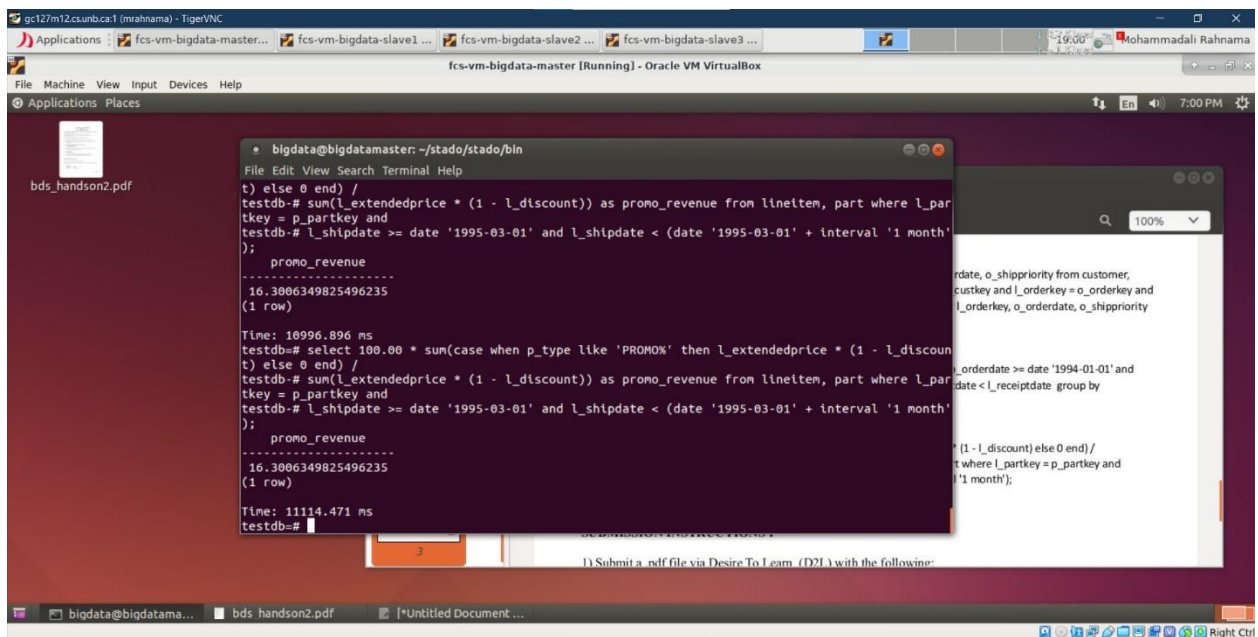 gc127m12.cs.unb.ca:1 (mrahnama) - TigerVNC
Applications fcs-vm-bigdata-master... fcs-vm-bigdata-slave1 ... fcs-vm-bigdata-slave2 ... fcs-vm-bigdata-slave3 ... 19:00 Mohammadali Rahnama
fcs-vm-bigdata-master [Running] - Oracle VM VirtualBox
File Machine View Input Devices Help
Applications Places En 7:00 PM
bds_handson2.pdf
bigdata@bigdatamaster: ~/stado/stado/bin
File Edit View Search Terminal Help
t) else 0 end) /
testdb-# sum(l_extendedprice * (1 - l_discount)) as promo_revenue from lineitem, part where l_par
tkey = p_partkey and
testdb-# l_shipdate >= date '1995-03-01' and l_shipdate < (date '1995-03-01' + interval '1 month'
);
promo_revenue
---------------------
16.3006349825496235
(1 row)
Time: 10996.896 ms
testdb=# select 100.00 * sum(case when p_type like 'PROMO%' then l_extendedprice * (1 - l_discoun
t) else 0 end) /
testdb-# sum(l_extendedprice * (1 - l_discount)) as promo_revenue from lineitem, part where l_par
tkey = p_partkey and
testdb-# l_shipdate >= date '1995-03-01' and l_shipdate < (date '1995-03-01' + interval '1 month'
);
promo_revenue
---------------------
16.3006349825496235
(1 row)
Time: 11114.471 ms
testdb=#
100%
rdate, o_shippriority from customer,
custkey and l_orderkey = o_orderkey and
l_orderkey, o_orderdate, o_shippriority
_orderdate >= date '1994-01-01' and
date < l_receiptdate group by
* (1 - l_discount) else 0 end) /
t where l_partkey = p_partkey and
l '1 month');
3
SUBMISSION INSTRUCTIONS :
1) Submit a .pdf file via Desire To Learn (D2L) with the following:
bigdata@bigdatama... bds_handson2.pdf [*Untitled Document ...
Right Ctrl